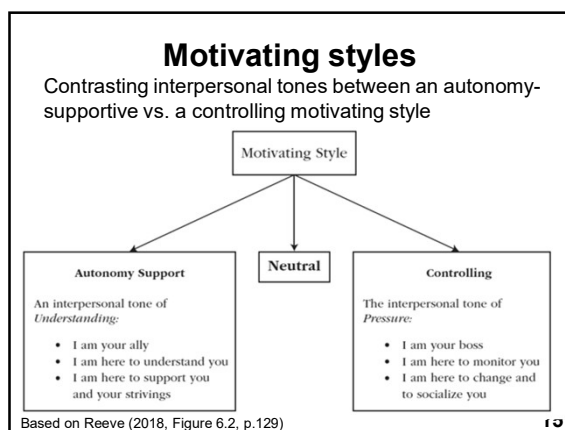 Motivating styles
Contrasting interpersonal tones between an autonomy-
supportive vs. a controlling motivating style
Motivating Style
Autonomy Support
An interpersonal tone of
Understanding:
• I am your ally
• I am here to understand you
• I am here to support you
and your strivings
Neutral
Controlling
The interpersonal tone of
Pressure:
• I am your boss
• I am here to monitor you
• I am here to change and
to socialize you
Based on Reeve (2018, Figure 6.2, p.129)